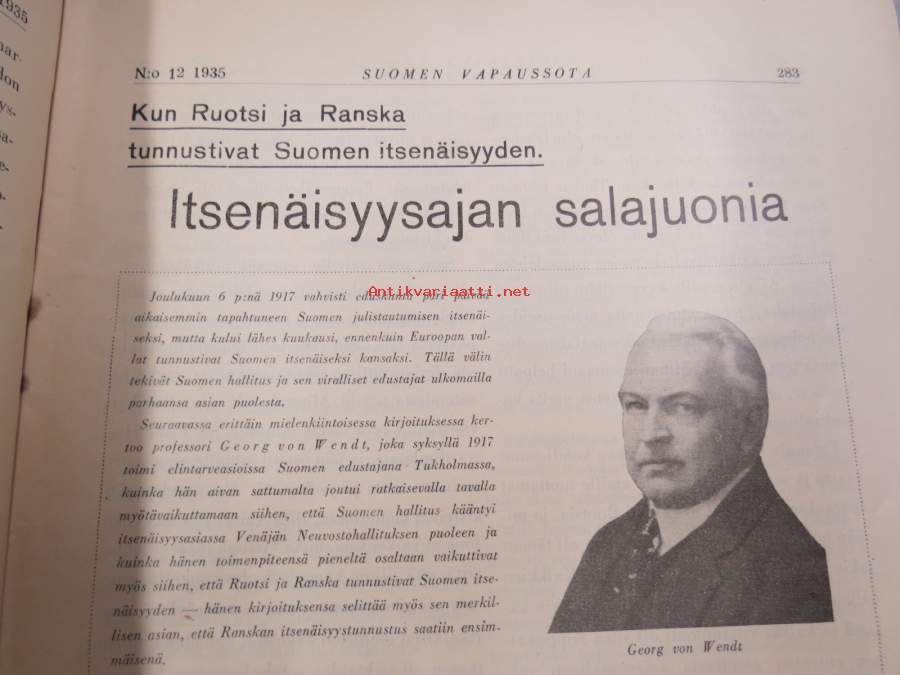 1935
N:o 12 1935 SUOMEN VAPAUSSOTA 283
Kun Ruotsi ja Ranska
tunnustivat Suomen itsenäisyyden.
Itsenäisyysajan salajuonia
Antikvariaatti.net
Joulukuun 6 p:nä 1917 vahvisti eduskunta pari päivää
aikaisemmin tapahtuneen Suomen julistautumisen itsenäi-
seksi, mutta kului lähes kuukausi, ennenkuin Euroopan val-
lat tunnustivat Suomen itsenäiseksi kansaksi. Tällä välin
tekivät Suomen hallitus ja sen viralliset edustajat ulkomailla
parhaansa asian puolesta.
Seuraavassa erittäin mielenkiintoisessa kirjoituksessa ker-
too professori Georg von Wendt, joka syksyllä 1917
toimi elintarveasioissa Suomen edustajana Tukholmassa,
kuinka hän aivan sattumalta joutui ratkaisevalla tavalla
myötävaikuttamaan siihen, että Suomen hallitus kääntyi
itsenäisyysasiassa Venäjän Neuvostohallituksen puoleen ja
kuinka hänen toimenpiteensä pieneltä osaltaan vaikuttivat
myös siihen, että Ruotsi ja Ranska tunnustivat Suomen itse-
näisyyden — hänen kirjoituksensa selittää myös sen merkil-
lisen asian, että Ranskan itsenäisyystunnustus saatiin ensim-
mäisenä.
Georg von Wendt